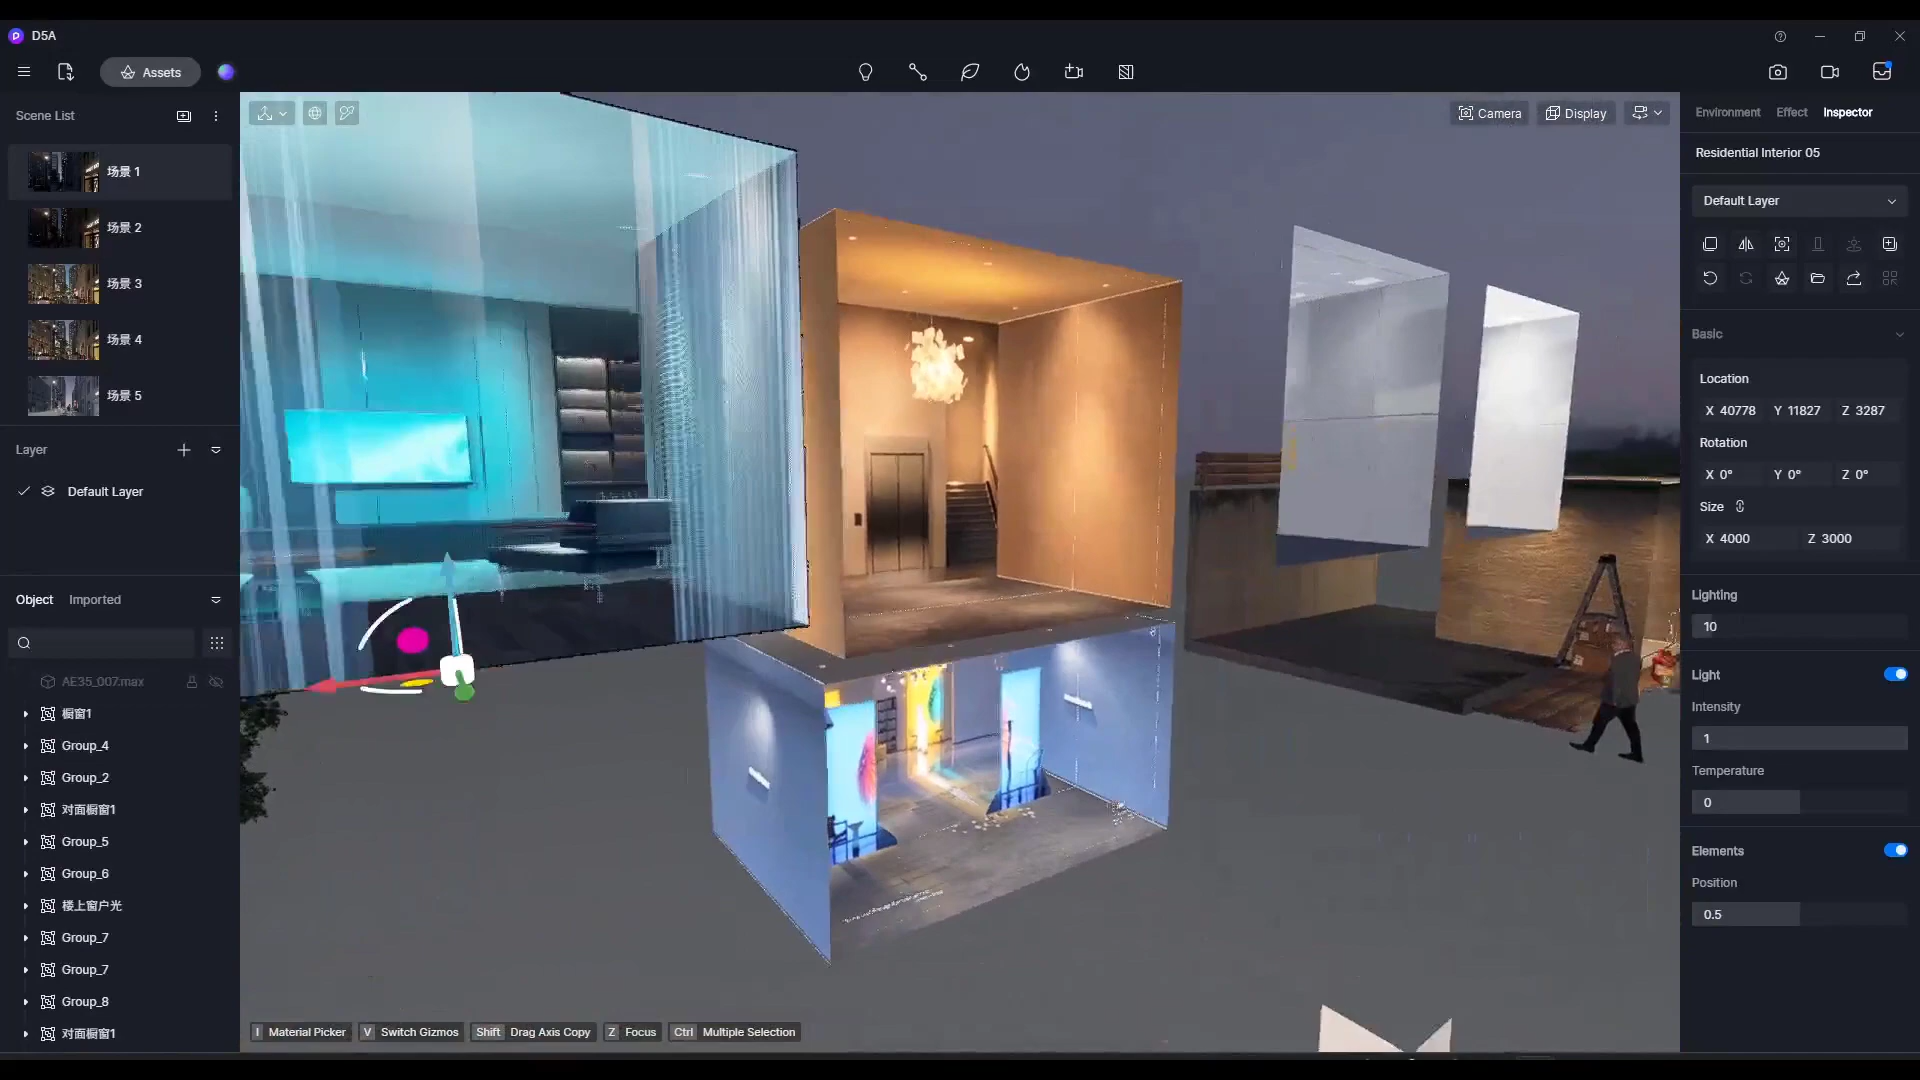 D5A
Assets
Scene List
场景 1
场景 2
场景 3
场景 4
场景 5
Layer
Default Layer
Object Imported
AE35_007.max
橱窗1
Group_4
Group_2
对面橱窗1
Group_5
Group_6
楼上窗户光
Group_7
Group_7
Group_8
对面橱窗1
Camera Display
I Material Picker V Switch Gizmos Shift Drag Axis Copy Z Focus Ctrl Multiple Selection
Environment Effect Inspector
Residential Interior 05
Default Layer
Basic
Location
X 40778 Y 11827 Z 3287
Rotation
X 0° Y 0° Z 0°
Size
X 4000 Z 3000
Lighting
10
Light
Intensity
1
Temperature
0
Elements
Position
0.5